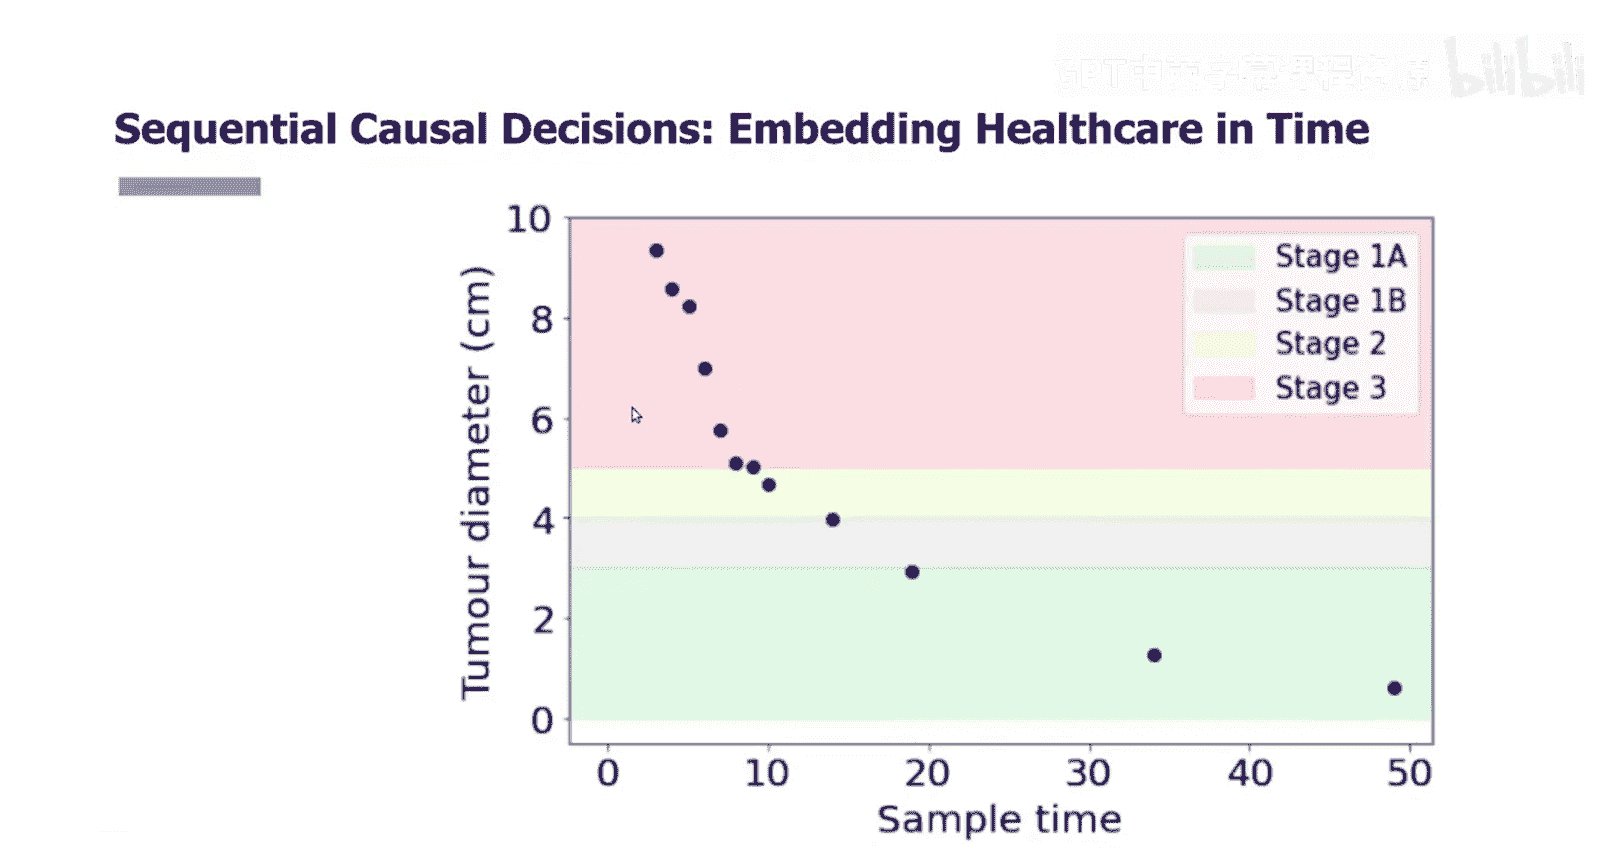 bilibili
Sequential Causal Decisions: Embedding Healthcare in Time
10
8
6
4
2
0
Tumour diameter (cm)
Stage 1A
Stage 1B
Stage 2
Stage 3
0 10 20 30 40 50
Sample time